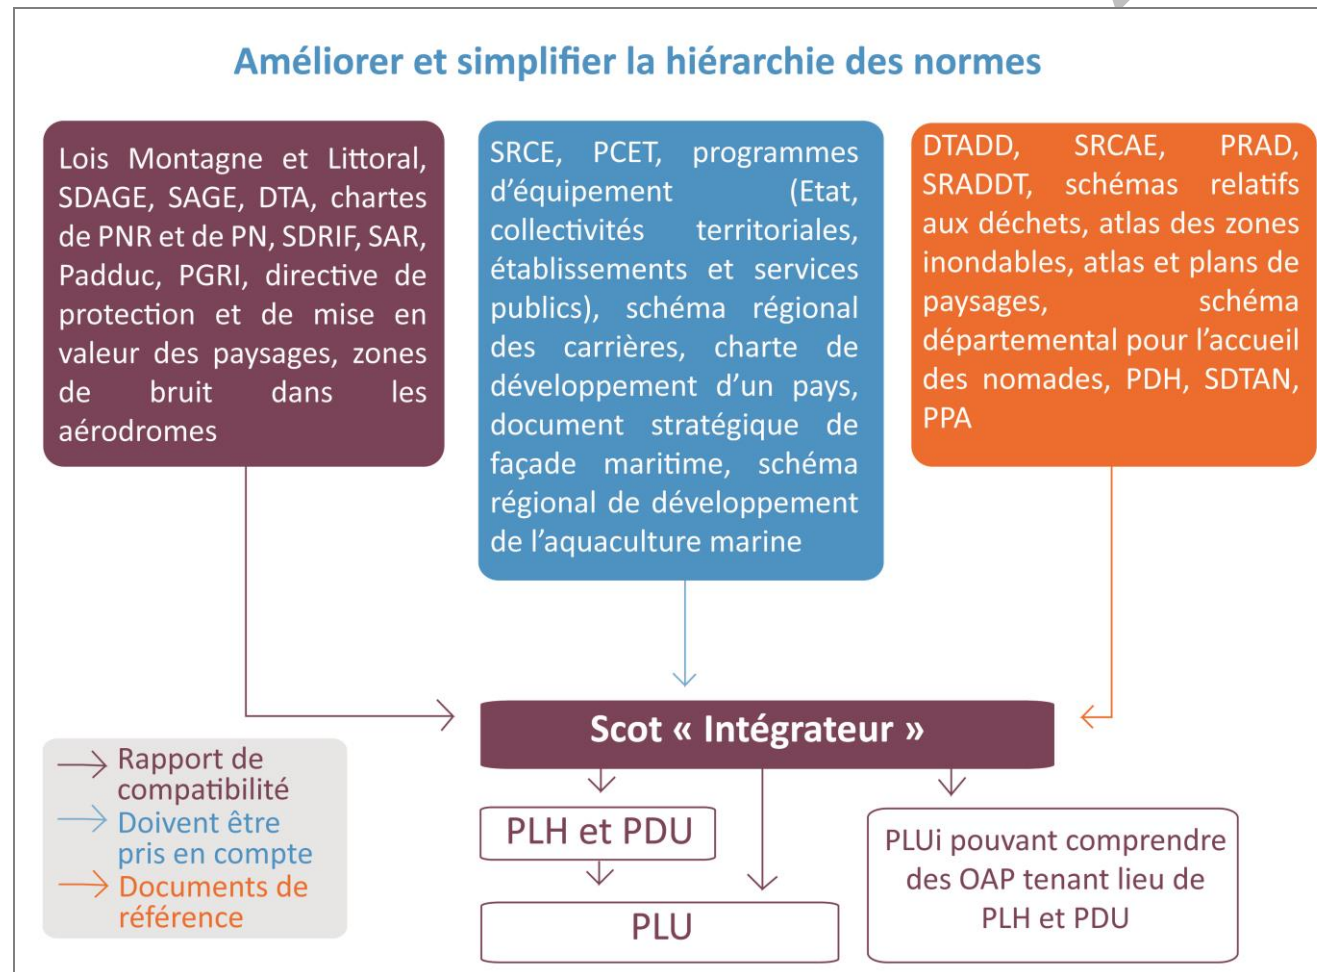 Améliorer et simplifier la hiérarchie des normes
Lois Montagne et Littoral,
SDAGE, SAGE, DTA, chartes
de PNR et de PN, SDRIF, SAR,
Padduc, PGRI, directive de
protection et de mise en
valeur des paysages, zones
de bruit dans les
aérodromes
SRCE, PCET, programmes
d’équipement (Etat,
collectivités territoriales,
établissements et services
publics), schéma régional
des carrières, charte de
développement d’un pays,
document stratégique de
façade maritime, schéma
régional de développement
de l’aquaculture marine
DTADD, SRCAE, PRAD,
SRADDT, schémas relatifs
aux déchets, atlas des zones
inondables, atlas et plans de
paysages, schéma
départemental pour l’accueil
des nomades, PDH, SDTAN,
PPA
Scot « Intégrateur »
Rapport de
compatibilité
Doivent être
pris en compte
Documents de
référence
PLH et PDU
PLU
PLUi pouvant comprendre
des OAP tenant lieu de
PLH et PDU